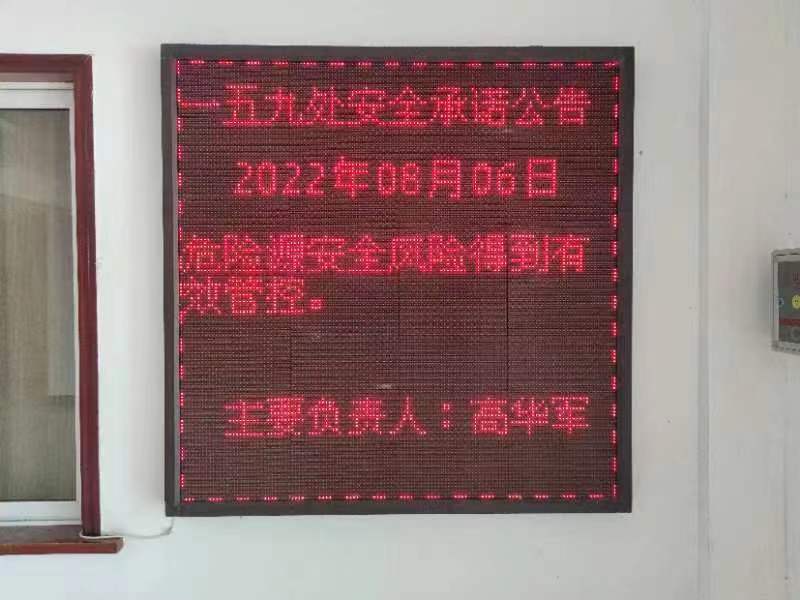 一五九处安全承诺公告
2022年08月06日
危险源安全风险得到有
效管控。
主要负责人：高华军